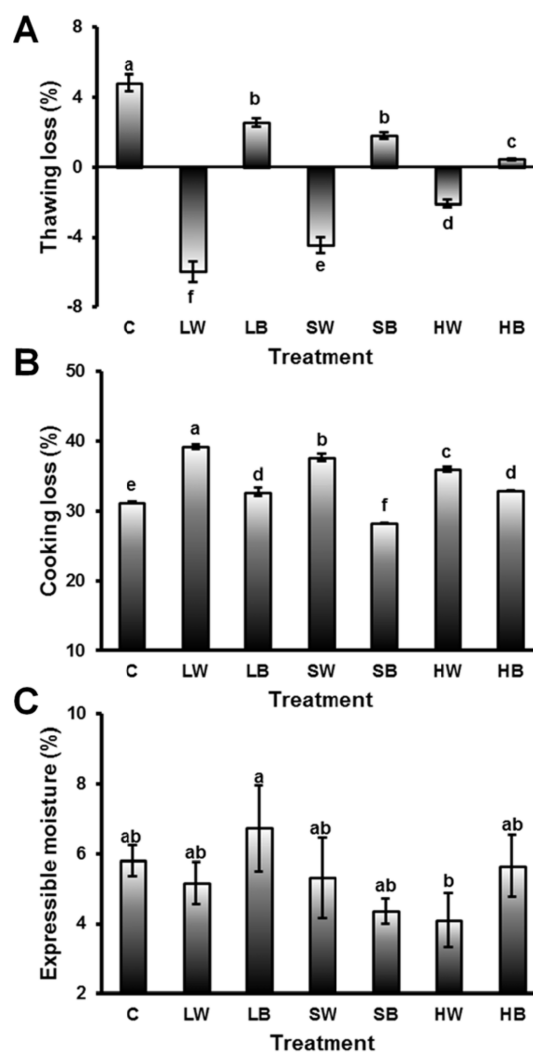 A
Thawing loss (%)
8
4
0
-4
-8
a
b
b
c
f
e
d
C LW LB SW SB HW HB
Treatment
B
Cooking loss (%)
50
40
30
20
10
e
a
d
b
f
c
d
C LW LB SW SB HW HB
Treatment
C
Expressible moisture (%)
10
8
6
4
2
ab
ab
a
ab
ab
b
ab
C LW LB SW SB HW HB
Treatment